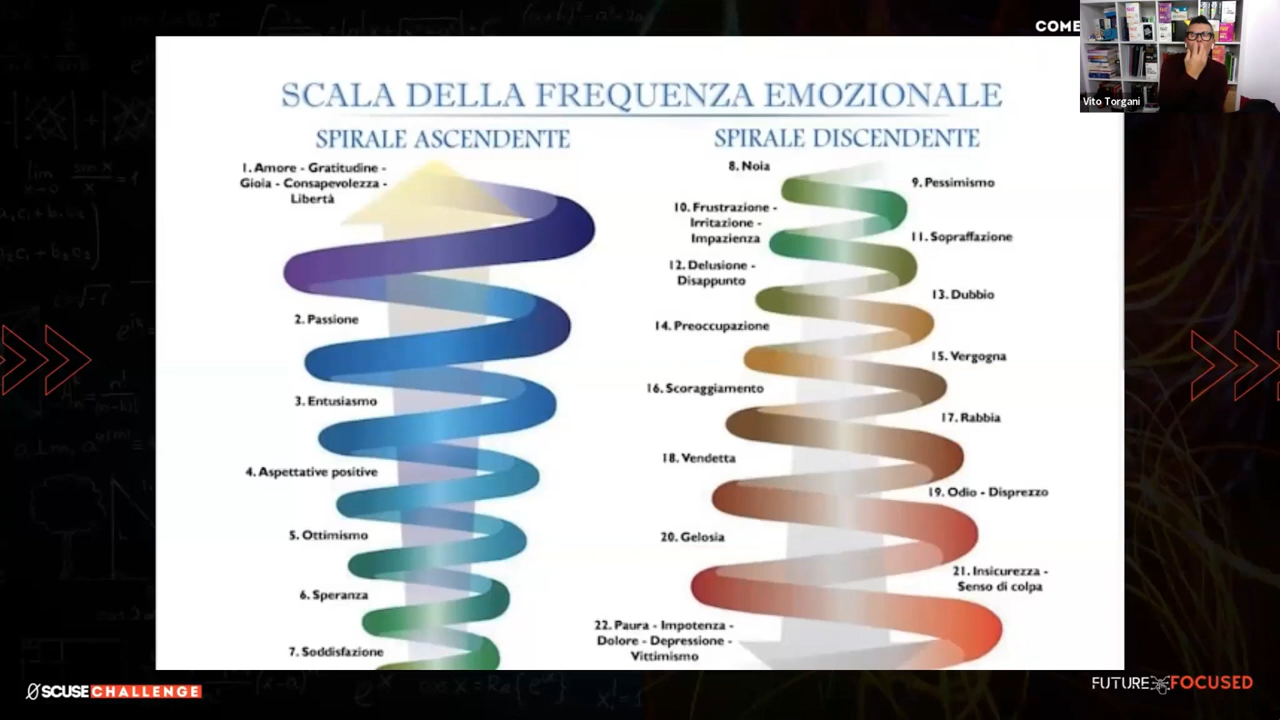 COME
Vito Torgani
SCALA DELLA FREQUENZA EMOZIONALE
SPIRALE ASCENDENTE
1. Amore - Gratitudine -
Gioia - Consapevolezza -
Libertà
2. Passione
3. Entusiasmo
4. Aspettative positive
5. Ottimismo
6. Speranza
7. Soddisfazione
SPIRALE DISCENDENTE
8. Noia
9. Pessimismo
10. Frustrazione -
Irritazione -
Impazienza
11. Sopraffazione
12. Delusione -
Disappunto
13. Dubbio
14. Preoccupazione
15. Vergogna
16. Scoraggiamento
17. Rabbia
18. Vendetta
19. Odio - Disprezzo
20. Gelosia
21. Insicurezza -
Senso di colpa
22. Paura - Impotenza -
Dolore - Depressione -
Vittimismo
ØSCUSE CHALLENGE
FUTURE FOCUSED